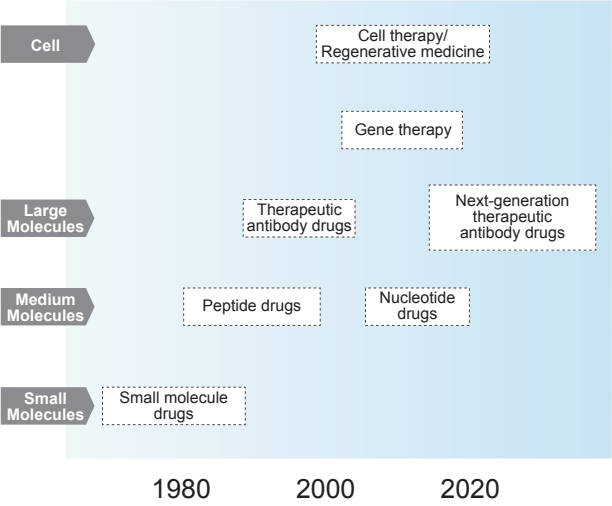 Cell
Cell therapy/
Regenerative medicine
Gene therapy
Large
Molecules
Therapeutic
antibody drugs
Next-generation
therapeutic
antibody drugs
Medium
Molecules
Peptide drugs
Nucleotide
drugs
Small
Molecules
Small molecule
drugs
1980
2000
2020